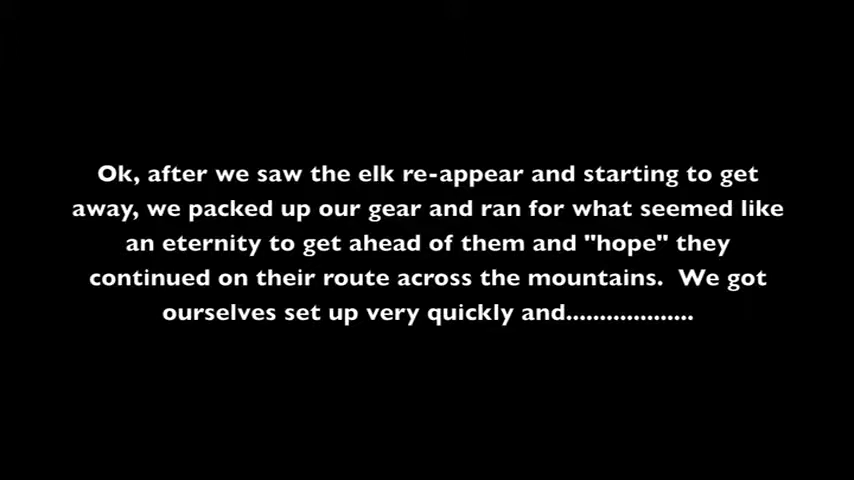 Ok, after we saw the elk re-appear and starting to get
away, we packed up our gear and ran for what seemed like
an eternity to get ahead of them and "hope" they
continued on their route across the mountains.  We got
ourselves set up very quickly and...................